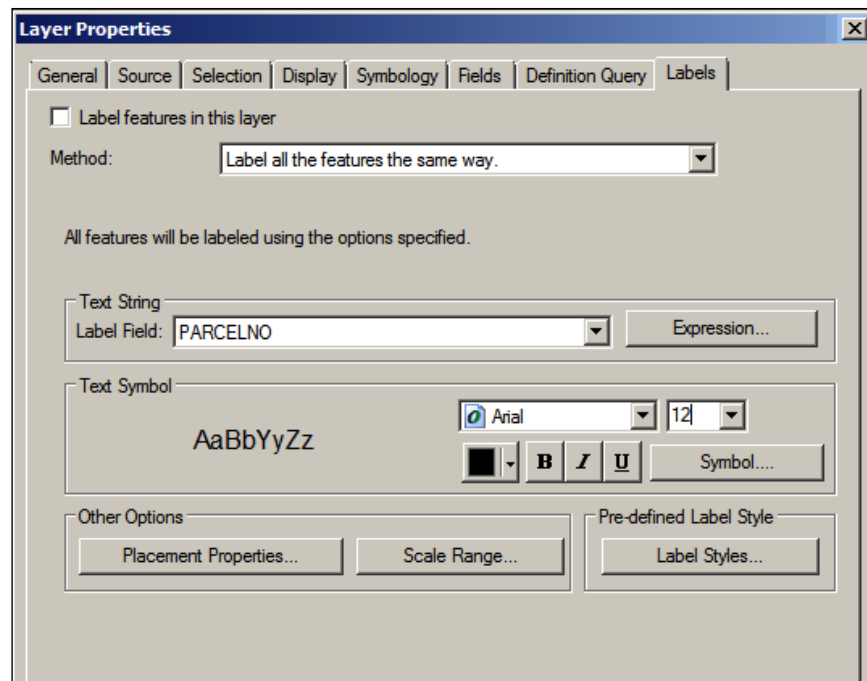 Layer Properties
General Source Selection Display Symbology Fields Definition Query Labels
Label features in this layer
Method: Label all the features the same way.
All features will be labeled using the options specified.
Text String
Label Field: PARCELNO Expression...
Text Symbol
AaBbYyZz
Arial 12
B I U Symbol....
Other Options
Placement Properties... Scale Range...
Pre-defined Label Style
Label Styles...